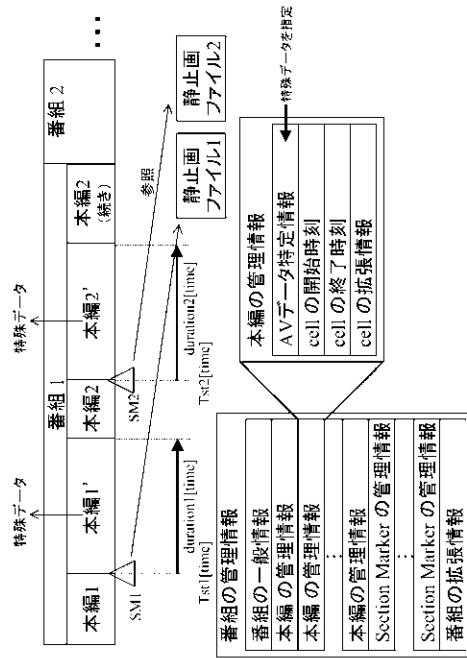 特殊データ
特殊データ
番組1
番組2
・・・
本編1
本編1'
本編2
本編2'
本編2
(続き)
SM1
SM2
参照
Tst1[time]
duration1[time]
Tst2[time]
duration2[time]
静止画
ファイル1
静止画
ファイル2
番組の管理情報
番組の一般情報
本編の管理情報
本編の管理情報
⋮
本編の管理情報
Section Marker の管理情報
⋮
Section Marker の管理情報
番組の拡張情報
本編の管理情報
AVデータ特定情報
cell の開始時刻
cell の終了時刻
cell の拡張情報
特殊データを指定